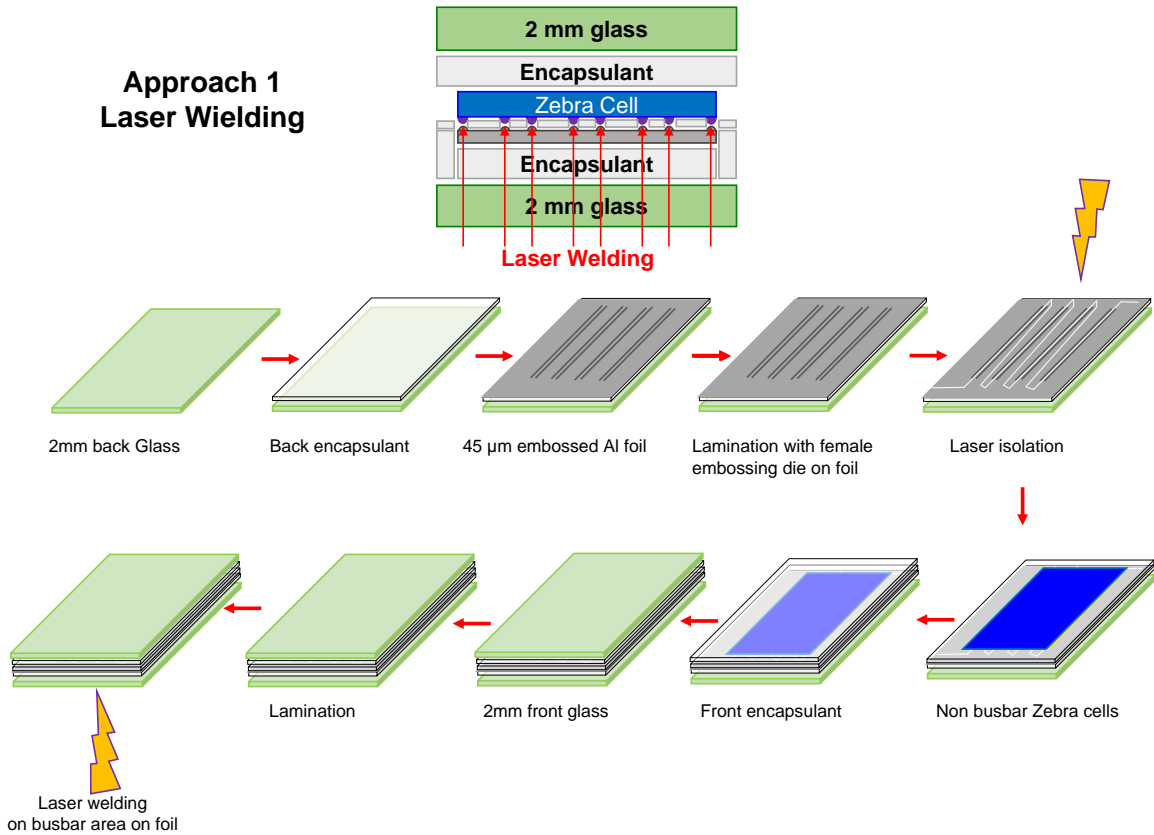 Approach 1
Laser Wielding
2 mm glass
Encapsulant
Zebra Cell
Encapsulant
2 mm glass
Laser Welding
2mm back Glass
Back encapsulant
45 µm embossed Al foil
Lamination with female
embossing die on foil
Laser isolation
Lamination
2mm front glass
Front encapsulant
Non busbar Zebra cells
Laser welding
on busbar area on foil